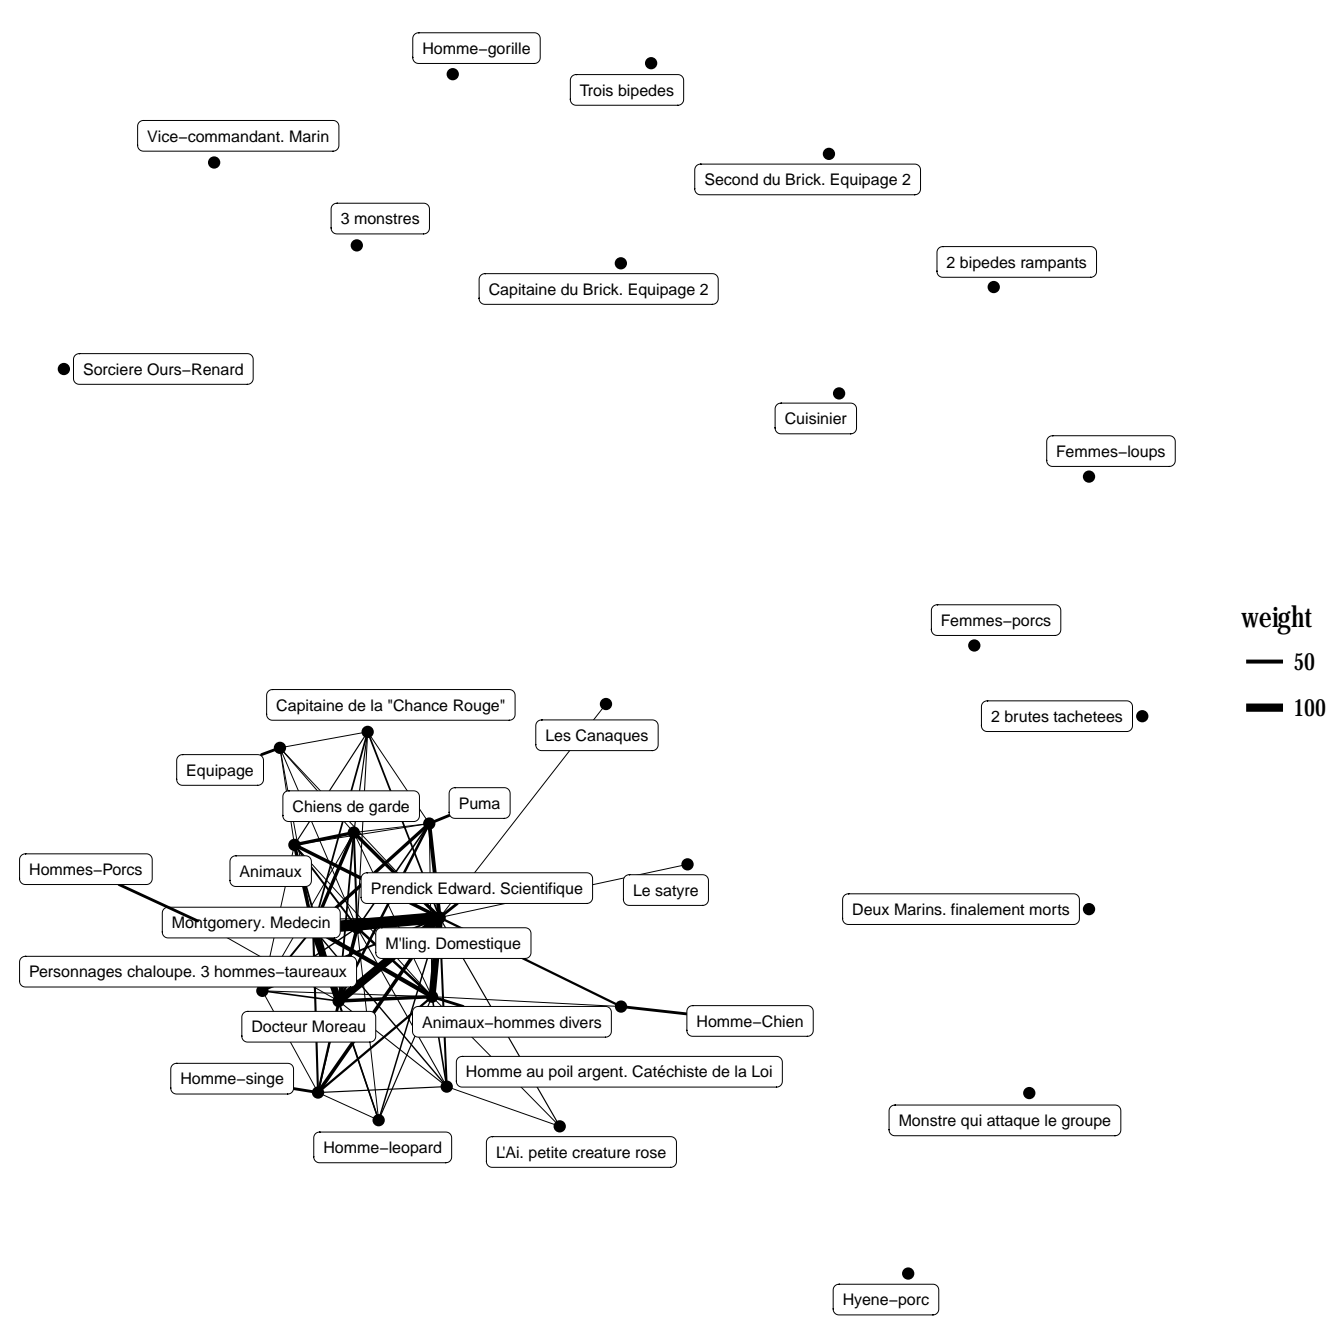 Homme−gorille
Trois bipedes
Vice−commandant. Marin
Second du Brick. Equipage 2
3 monstres
2 bipedes rampants
Capitaine du Brick. Equipage 2
Sorciere Ours−Renard
Cuisinier
Femmes−loups
Femmes−porcs
weight
50
100
Capitaine de la "Chance Rouge"
2 brutes tachetees
Les Canaques
Equipage
Chiens de garde
Puma
Hommes−Porcs
Animaux
Prendick Edward. Scientifique
Le satyre
Deux Marins. finalement morts
Montgomery. Medecin
M'ling. Domestique
Personnages chaloupe. 3 hommes−taureaux
Docteur Moreau
Animaux−hommes divers
Homme−Chien
Homme−singe
Homme au poil argent. Catéchiste de la Loi
Monstre qui attaque le groupe
Homme−leopard
L'Ai. petite creature rose
Hyene−porc